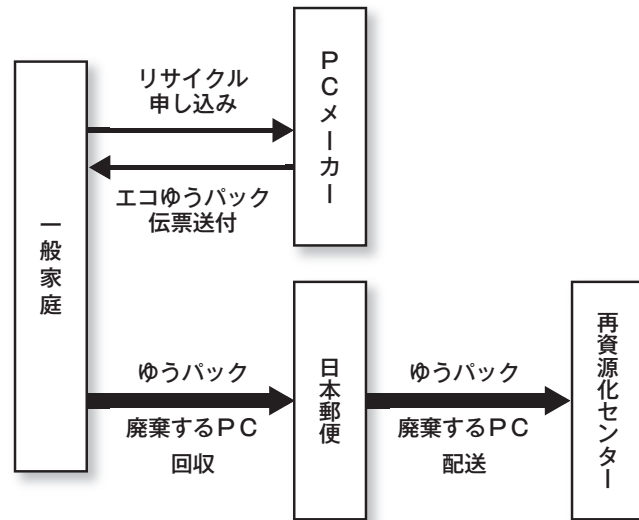 一般家庭
リサイクル
申し込み
エコゆうパック
伝票送付
PCメーカー
ゆうパック
廃棄するPC
回収
日本郵便
ゆうパック
廃棄するPC
配送
再資源化センター